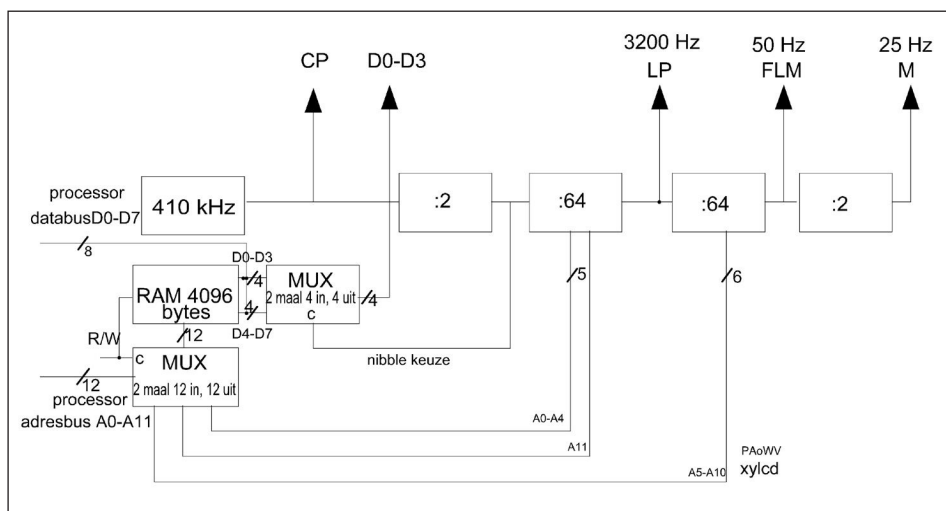 CP
D0-D3
3200 Hz
LP
50 Hz
FLM
25 Hz
M
processor
databusD0-D7
8
410 kHz
:2
:64
:64
:2
D0-D3
4
RAM 4096
bytes
MUX
2 maal 4 in, 4 uit
c
4
4
D4-D7
5
6
R/W
12
nibble keuze
c
MUX
2 maal 12 in, 12 uit
12
processor
adresbus A0-A11
A0-A4
A11
A5-A10
PAoWV
xylcd